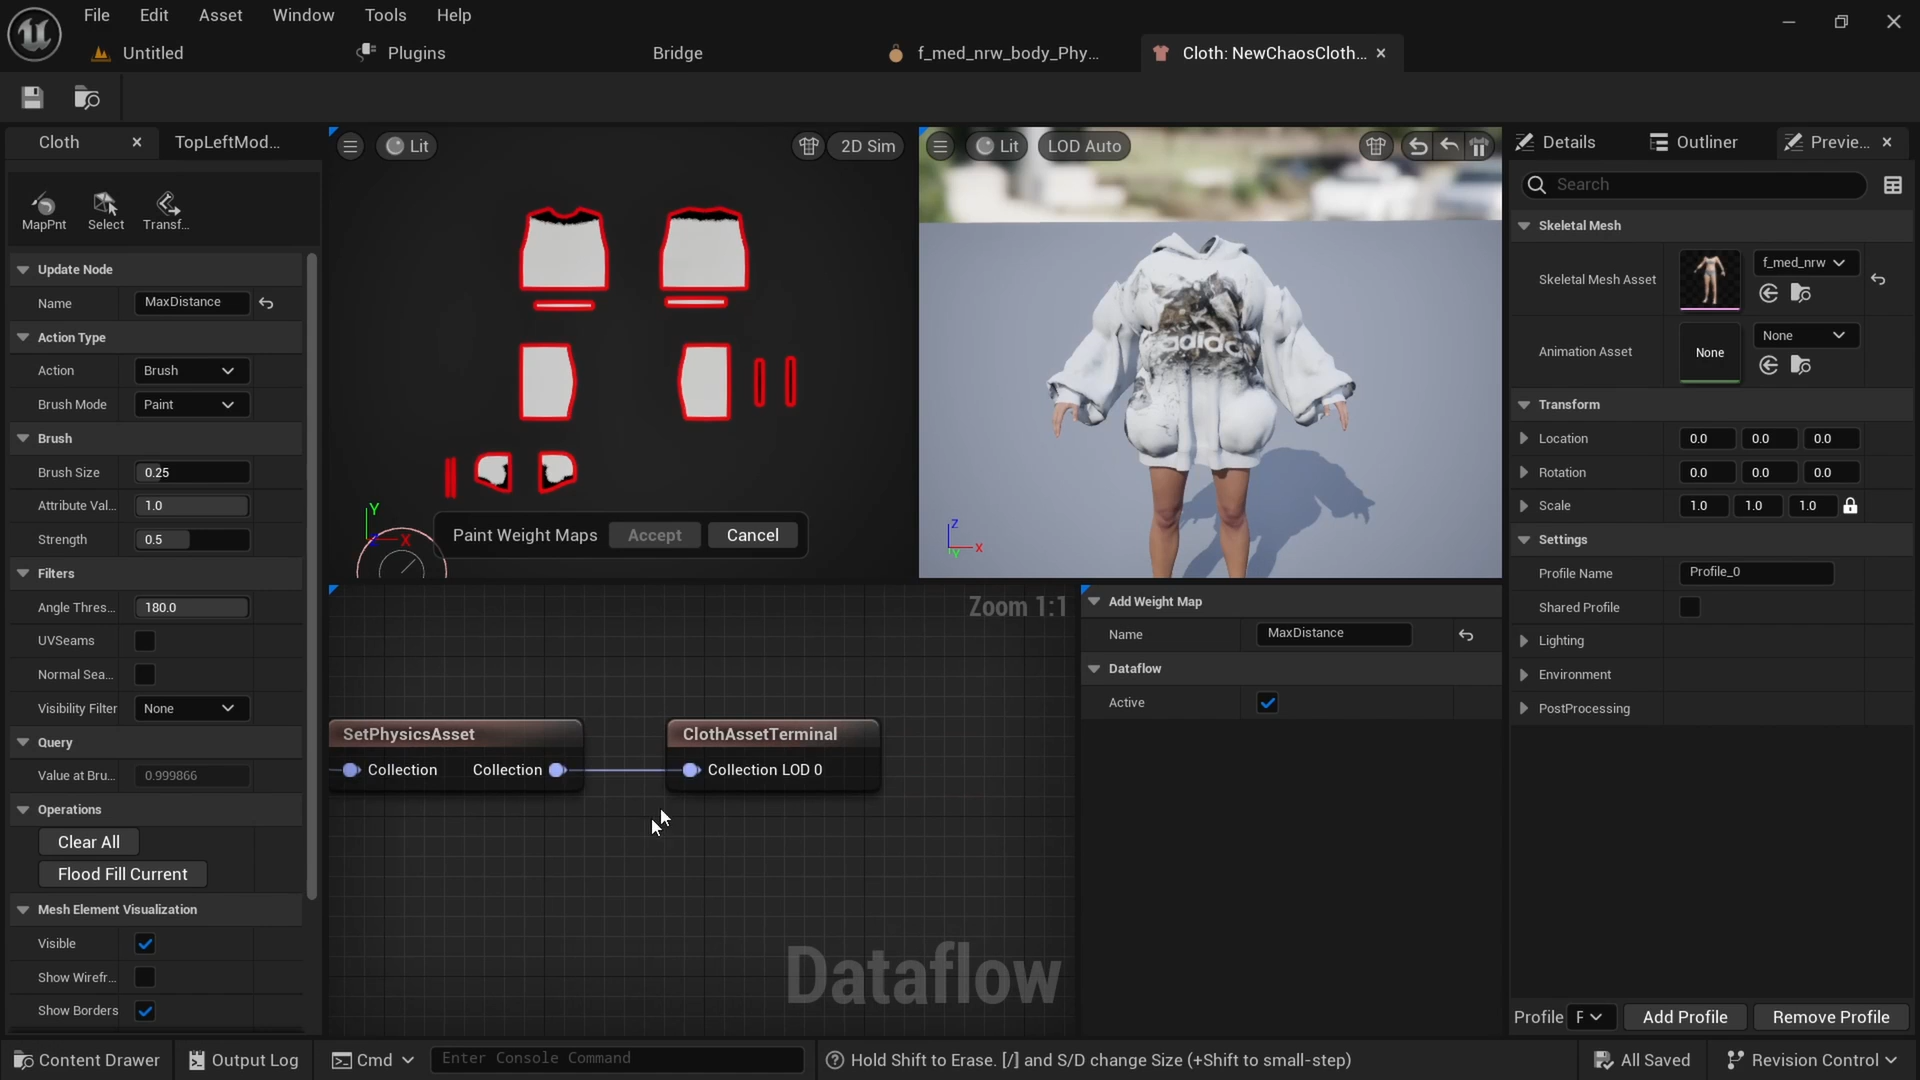 File Edit Asset Window Tools Help
Untitled Plugins Bridge f_med_nrw_body_Phy... Cloth: NewChaosCloth...
Cloth TopLeftMod...
MapPnt Select Transf...
Update Node
Name MaxDistance
Action Type
Action Brush
Brush Mode Paint
Brush
Brush Size 0.25
Attribute Val... 1.0
Strength 0.5
Filters
Angle Thres... 180.0
UVSeams
Normal Sea...
Visibility Filter None
Query
Value at Bru... 0.999866
Operations
Clear All
Flood Fill Current
Mesh Element Visualization
Visible
Show Wirefr...
Show Borders
Lit 2D Sim
Y
X
Paint Weight Maps Accept Cancel
Lit LOD Auto
adidc
Z
X
Y
Zoom 1:1
SetPhysicsAsset
Collection Collection
ClothAssetTerminal
Collection LOD 0
Dataflow
Add Weight Map
Name MaxDistance
Dataflow
Active
Details Outliner Previe...
Search
Skeletal Mesh
Skeletal Mesh Asset f_med_nrw
Animation Asset None None
Transform
Location 0.0 0.0 0.0
Rotation 0.0 0.0 0.0
Scale 1.0 1.0 1.0
Settings
Profile Name Profile_0
Shared Profile
Lighting
Environment
PostProcessing
Profile F Add Profile Remove Profile
Content Drawer Output Log Cmd Enter Console Command Hold Shift to Erase. [/] and S/D change Size (+Shift to small-step) All Saved Revision Control